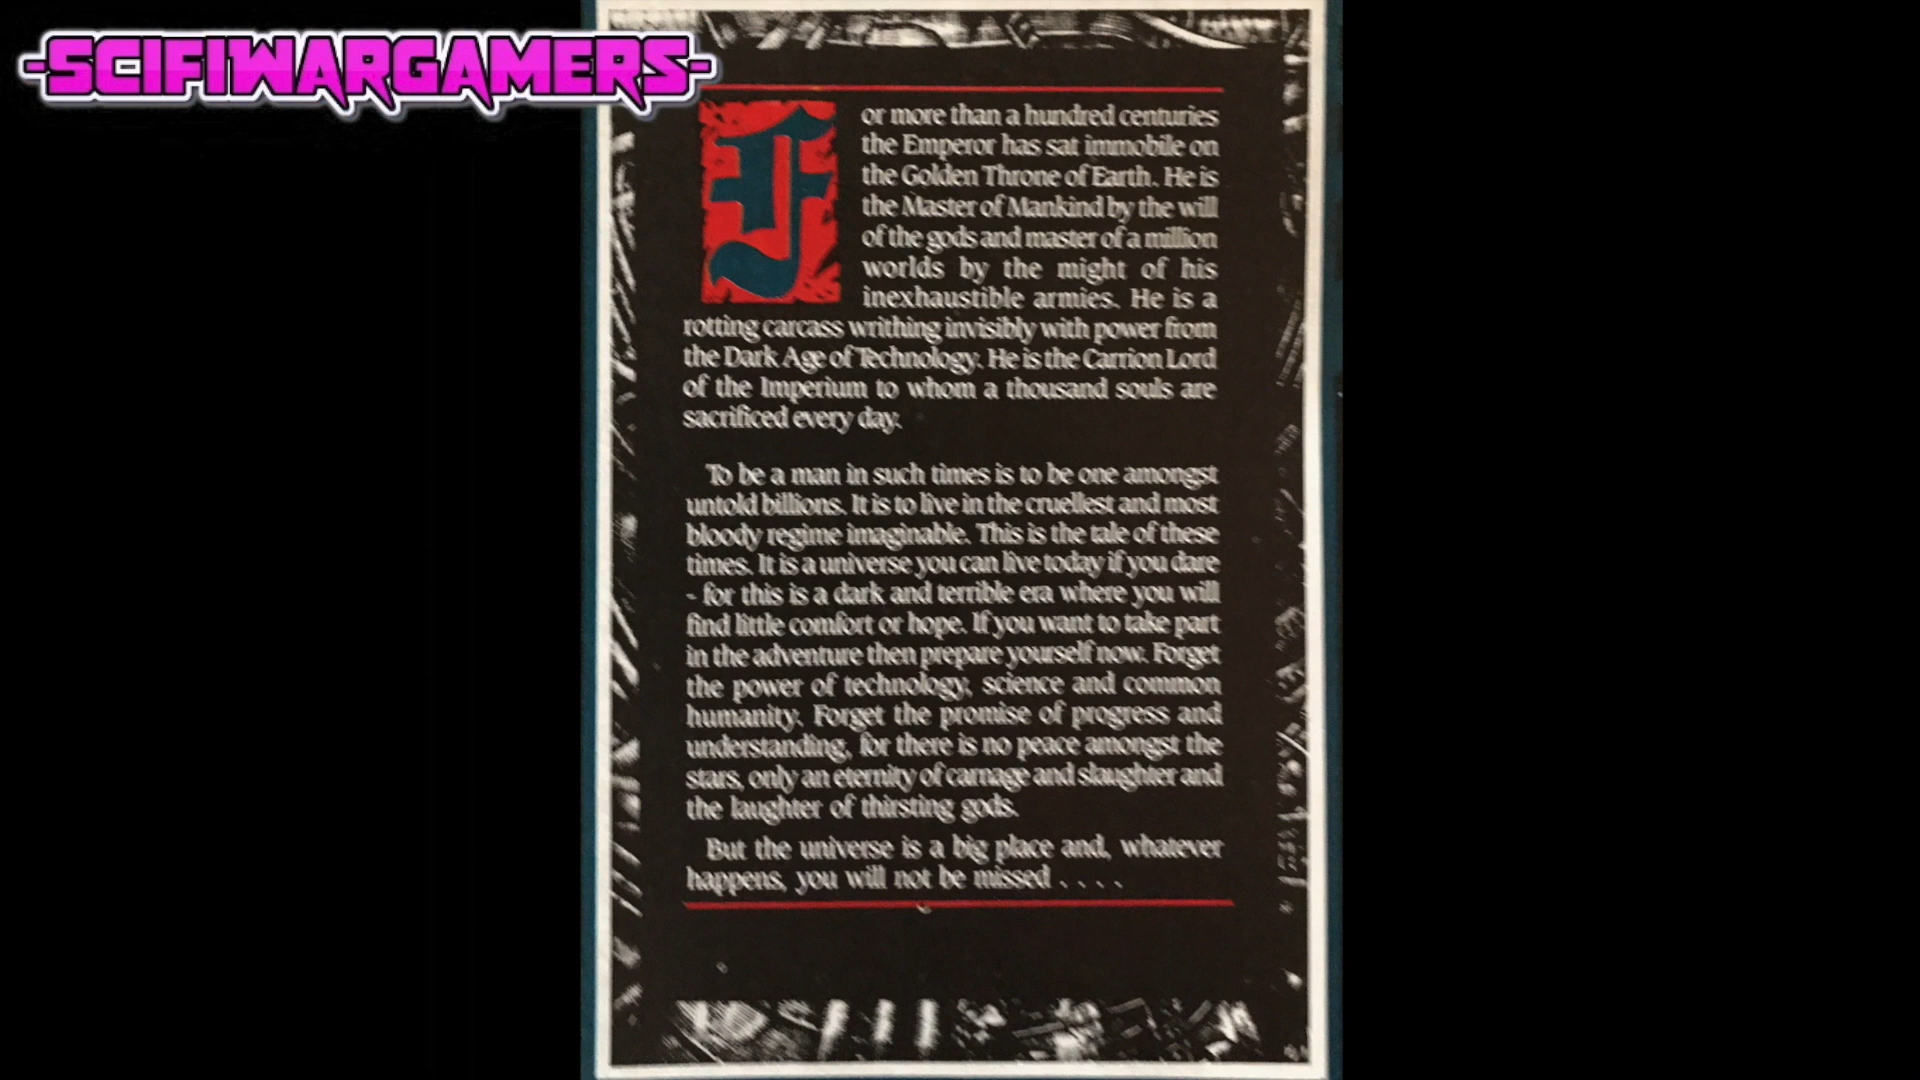 -SCIFIWARGAMERS-
For more than a hundred centuries
the Emperor has sat immobile on
the Golden Throne of Earth. He is
the Master of Mankind by the will
of the gods and master of a million
worlds by the might of his
inexhaustible armies. He is a
rotting carcass writhing invisibly with power from
the Dark Age of Technology. He is the Carrion Lord
of the Imperium to whom a thousand souls are
sacrificed every day.
To be a man in such times is to be one amongst
untold billions. It is to live in the cruellest and most
bloody regime imaginable. This is the tale of these
times. It is a universe you can live today if you dare
- for this is a dark and terrible era where you will
find little comfort or hope. If you want to take part
in the adventure then prepare yourself now. Forget
the power of technology, science and common
humanity. Forget the promise of progress and
understanding, for there is no peace amongst the
stars, only an eternity of carnage and slaughter and
the laughter of thirsting gods.
But the universe is a big place and, whatever
happens, you will not be missed . . . .